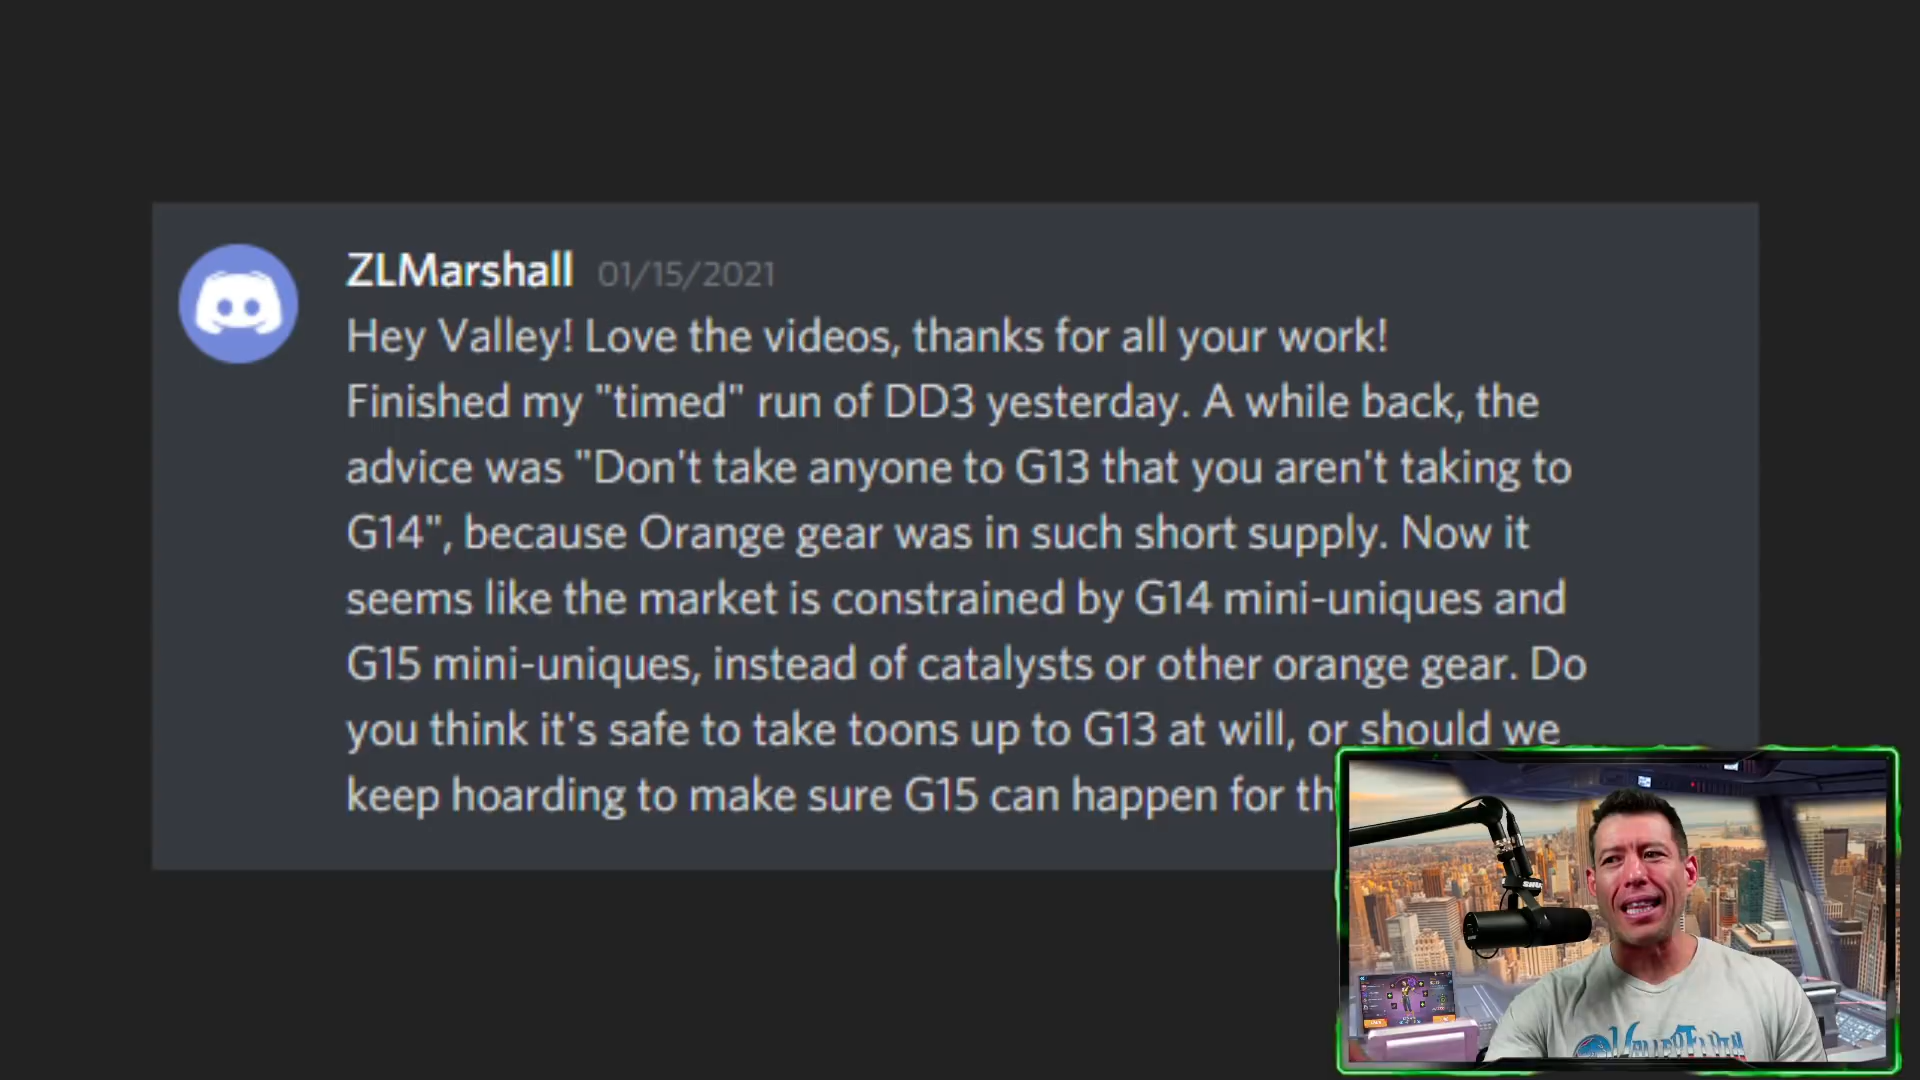 ZLMarshall 01/15/2021
Hey Valley! Love the videos, thanks for all your work!
Finished my "timed" run of DD3 yesterday. A while back, the
advice was "Don't take anyone to G13 that you aren't taking to
G14", because Orange gear was in such short supply. Now it
seems like the market is constrained by G14 mini-uniques and
G15 mini-uniques, instead of catalysts or other orange gear. Do
you think it's safe to take toons up to G13 at will, or should we
keep hoarding to make sure G15 can happen for th
VALLEYFLYIN